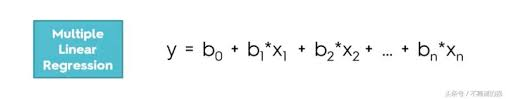 Multiple
Linear
Regression
y = b₀ + b₁*x₁ + b₂*x₂ + ... + bₙ*xₙ